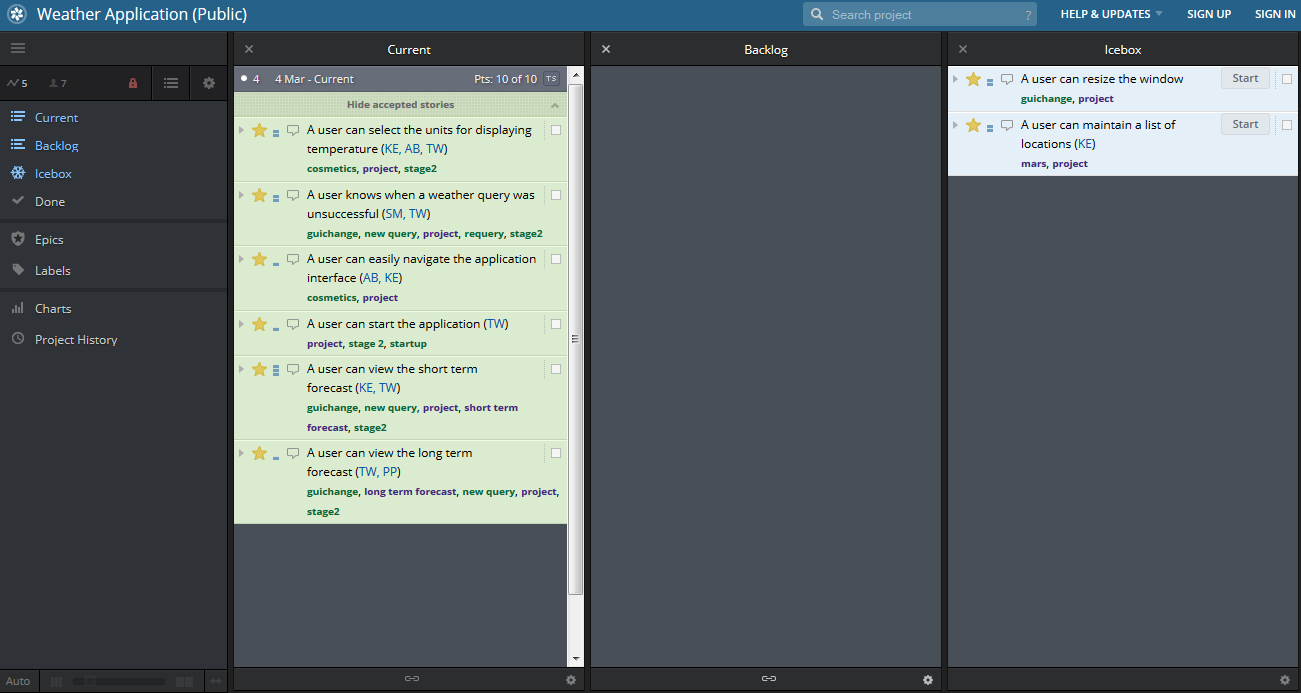 Weather Application (Public)
Search project
?
HELP & UPDATES
SIGN UP
SIGN IN
5
7
Current
Backlog
Icebox
Done
Epics
Labels
Charts
Project History
Auto
Current
4
4 Mar - Current
Pts: 10 of 10
TS
Hide accepted stories
A user can select the units for displaying
temperature (KE, AB, TW)
cosmetics, project, stage2
A user knows when a weather query was
unsuccessful (SM, TW)
guichange, new query, project, requery, stage2
A user can easily navigate the application
interface (AB, KE)
cosmetics, project
A user can start the application (TW)
project, stage 2, startup
A user can view the short term
forecast (KE, TW)
guichange, new query, project, short term
forecast, stage2
A user can view the long term
forecast (TW, PP)
guichange, long term forecast, new query, project,
stage2
Backlog
Icebox
A user can resize the window
Start
guichange, project
A user can maintain a list of
locations (KE)
Start
mars, project